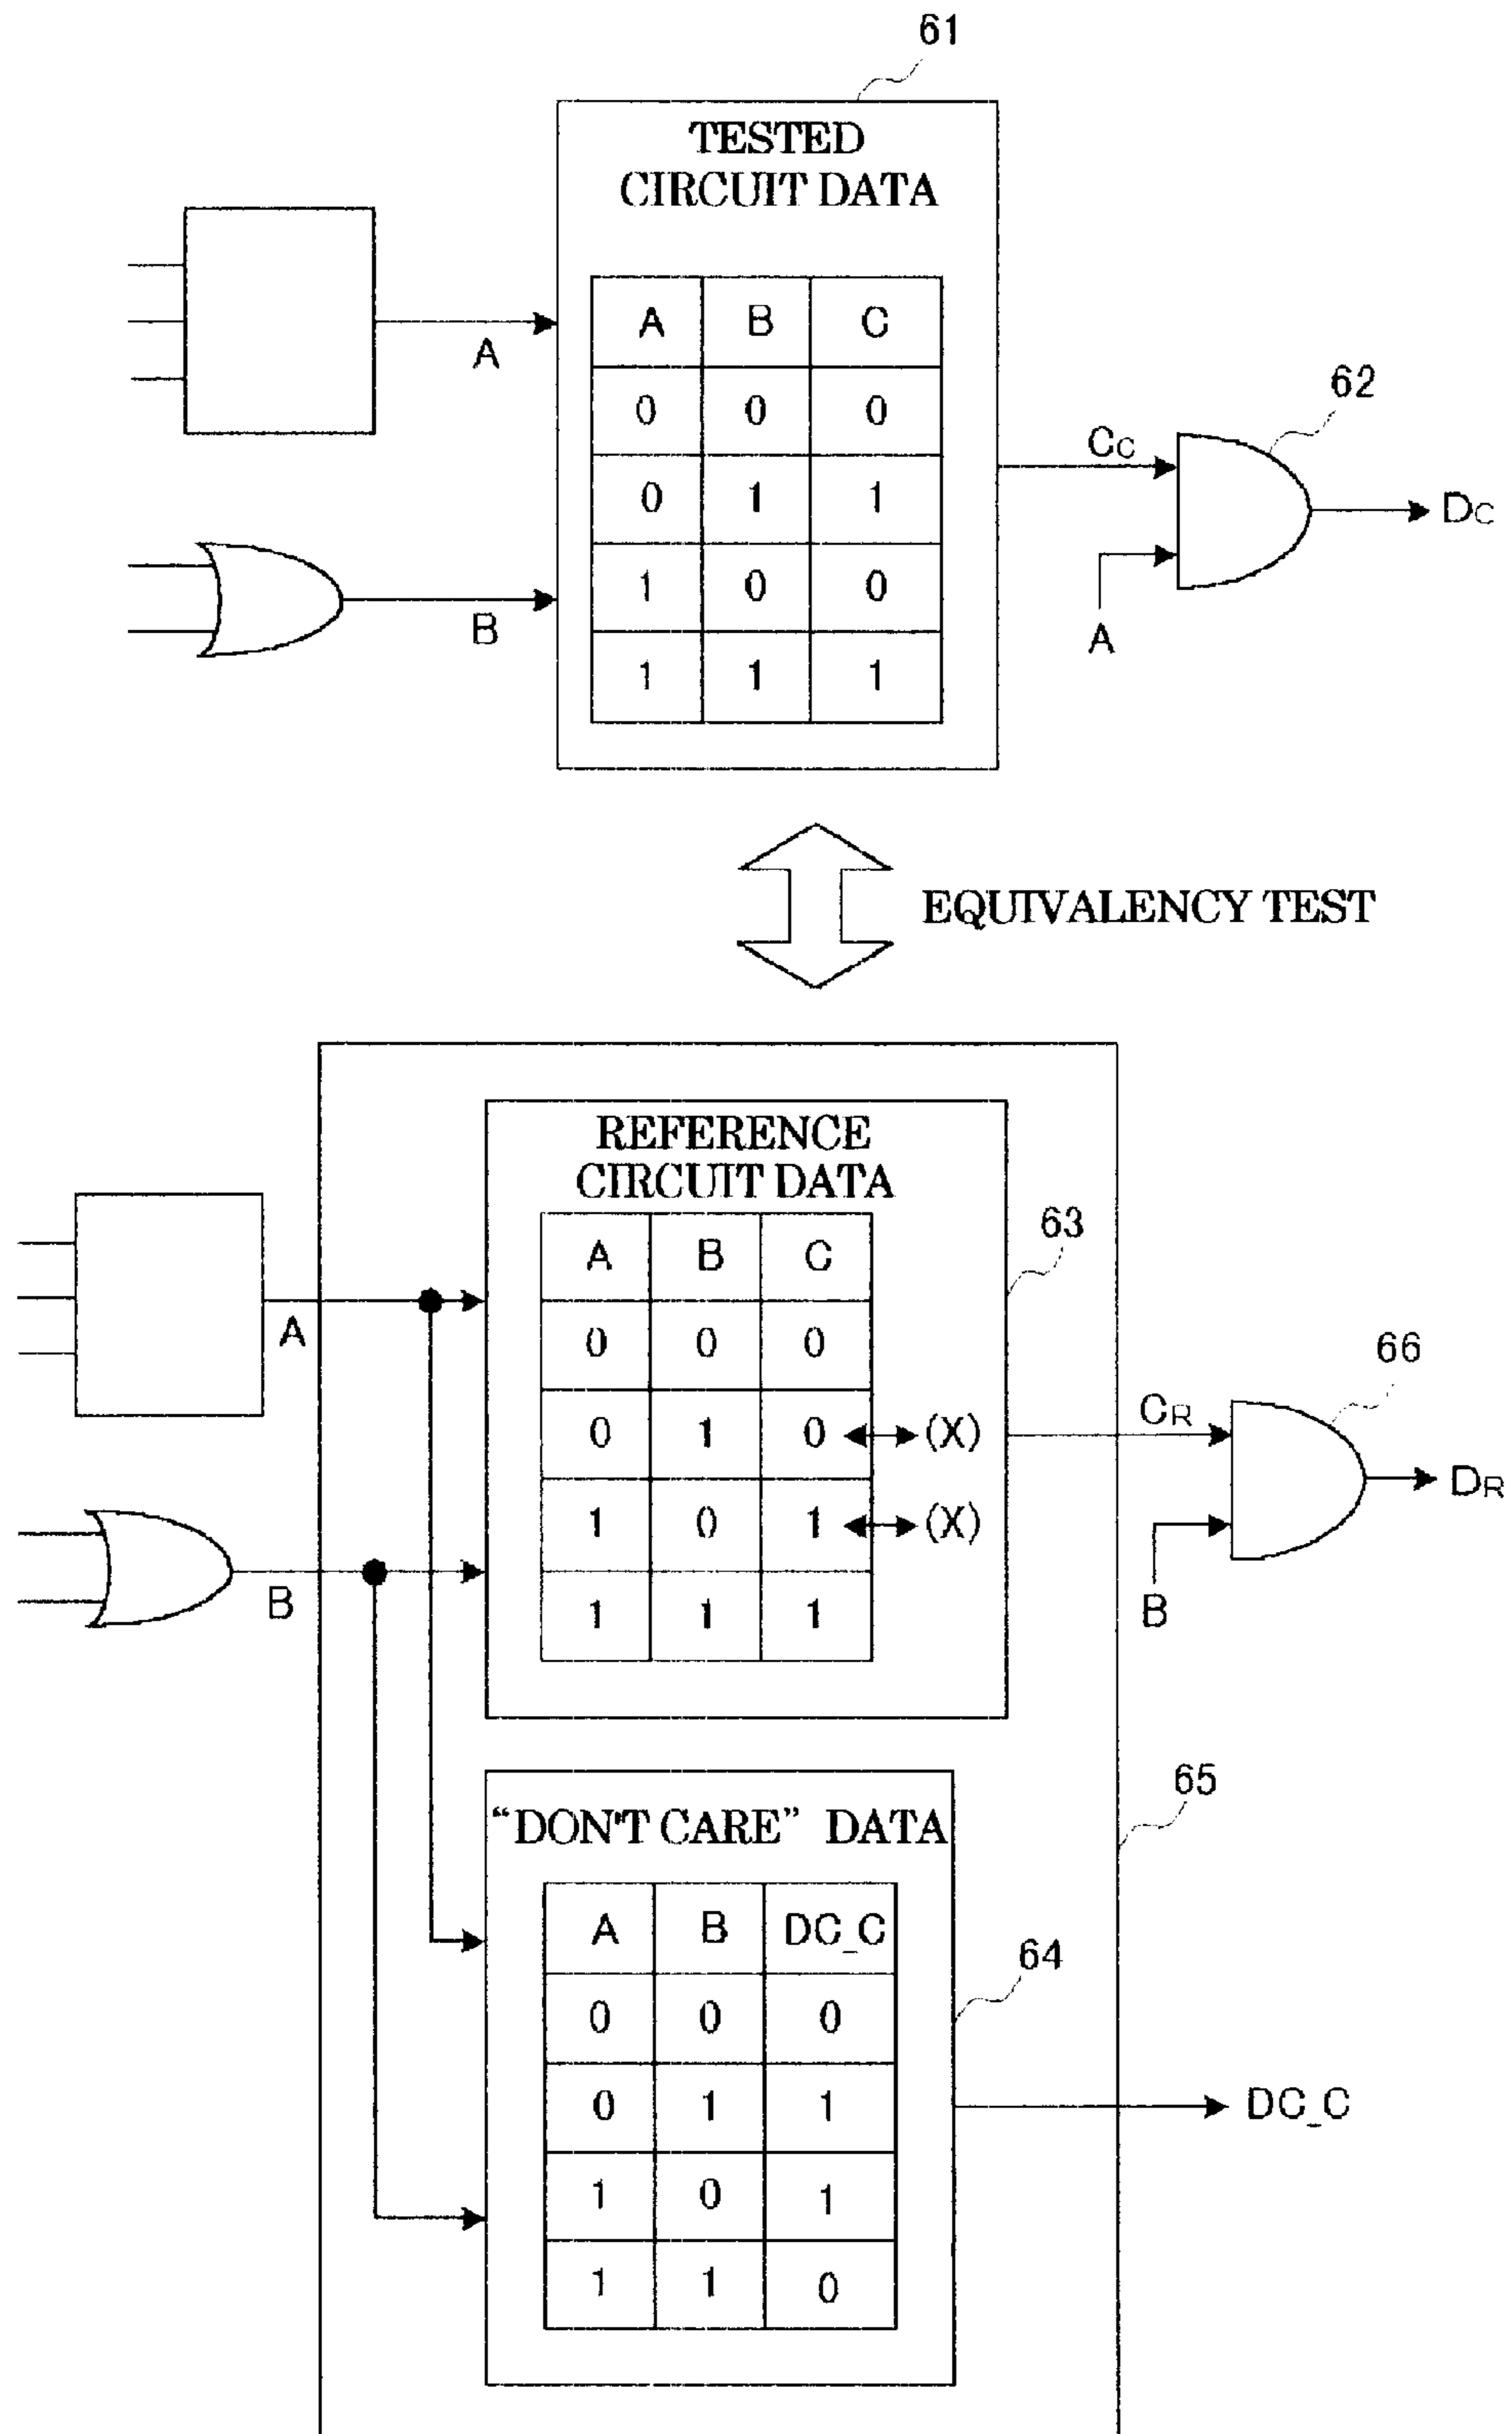 61
TESTED
CIRCUIT DATA
A B C
0 0 0
0 1 1
1 0 0
1 1 1
A
B
62
CC
A
DC
EQUIVALENCY TEST
REFERENCE
CIRCUIT DATA
A B C
0 0 0
0 1 0 (X)
1 0 1 (X)
1 1 1
63
A
B
66
CR
B
DR
65
"DON'T CARE" DATA
A B DC_C
0 0 0
0 1 1
1 0 1
1 1 0
64
DC_C